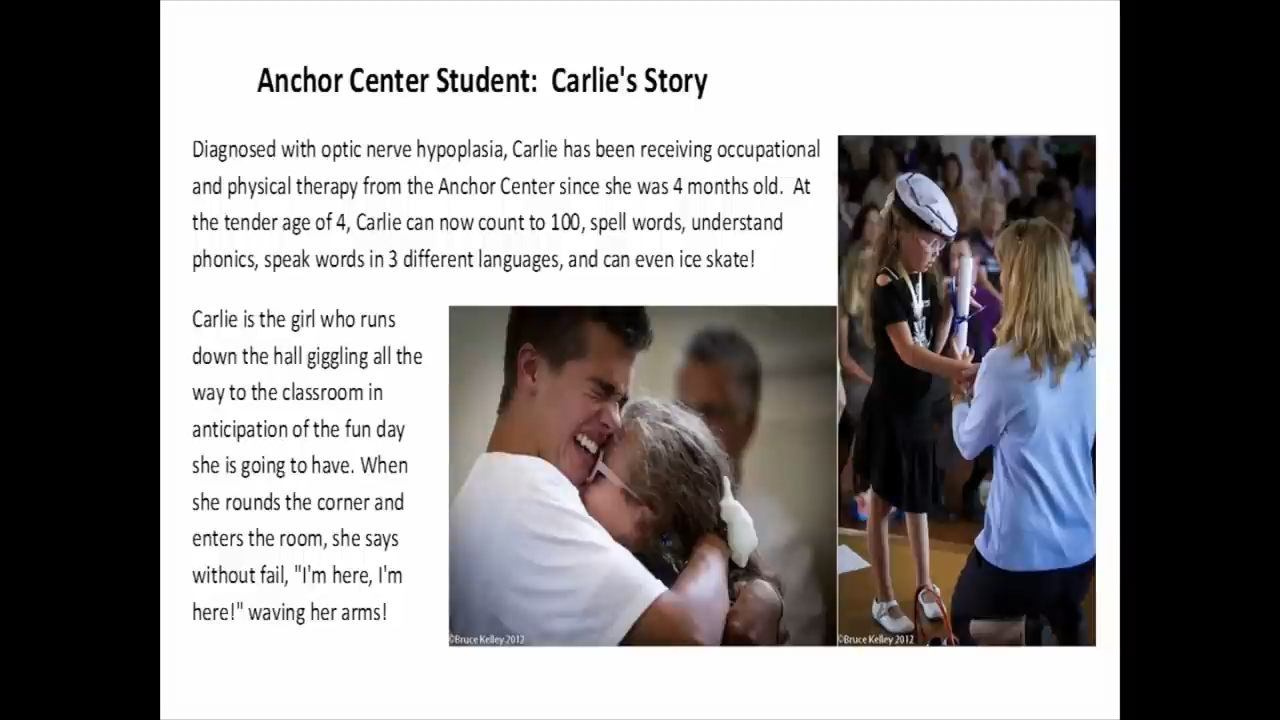 Anchor Center Student: Carlie's Story
Diagnosed with optic nerve hypoplasia, Carlie has been receiving occupational
and physical therapy from the Anchor Center since she was 4 months old. At
the tender age of 4, Carlie can now count to 100, spell words, understand
phonics, speak words in 3 different languages, and can even ice skate!
Carlie is the girl who runs
down the hall giggling all the
way to the classroom in
anticipation of the fun day
she is going to have. When
she rounds the corner and
enters the room, she says
without fail, "I'm here, I'm
here!" waving her arms!
©Bruce Kelley 2012
©Bruce Kelley 2012